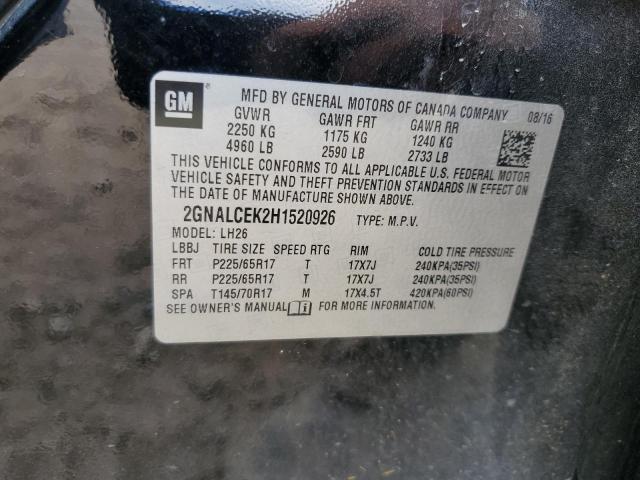 GM
MFD BY GENERAL MOTORS OF CANADA COMPANY 08/16
GVWR GAWR FRT GAWR RR
2250 KG 1175 KG 1240 KG
4960 LB 2590 LB 2733 LB
THIS VEHICLE CONFORMS TO ALL APPLICABLE U.S. FEDERAL MOTOR
VEHICLE SAFETY AND THEFT PREVENTION STANDARDS IN EFFECT ON
THE DATE OF MANUFACTURE SHOWN ABOVE.
2GNALCEK2H1520926 TYPE: M.P.V.
MODEL: LH26
LBBJ TIRE SIZE SPEED RTG RIM COLD TIRE PRESSURE
FRT P225/65R17 T 17X7J 240KPA(35PSI)
RR P225/65R17 T 17X7J 240KPA(35PSI)
SPA T145/70R17 M 17X4.5T 420KPA(60PSI)
SEE OWNER'S MANUAL FOR MORE INFORMATION.